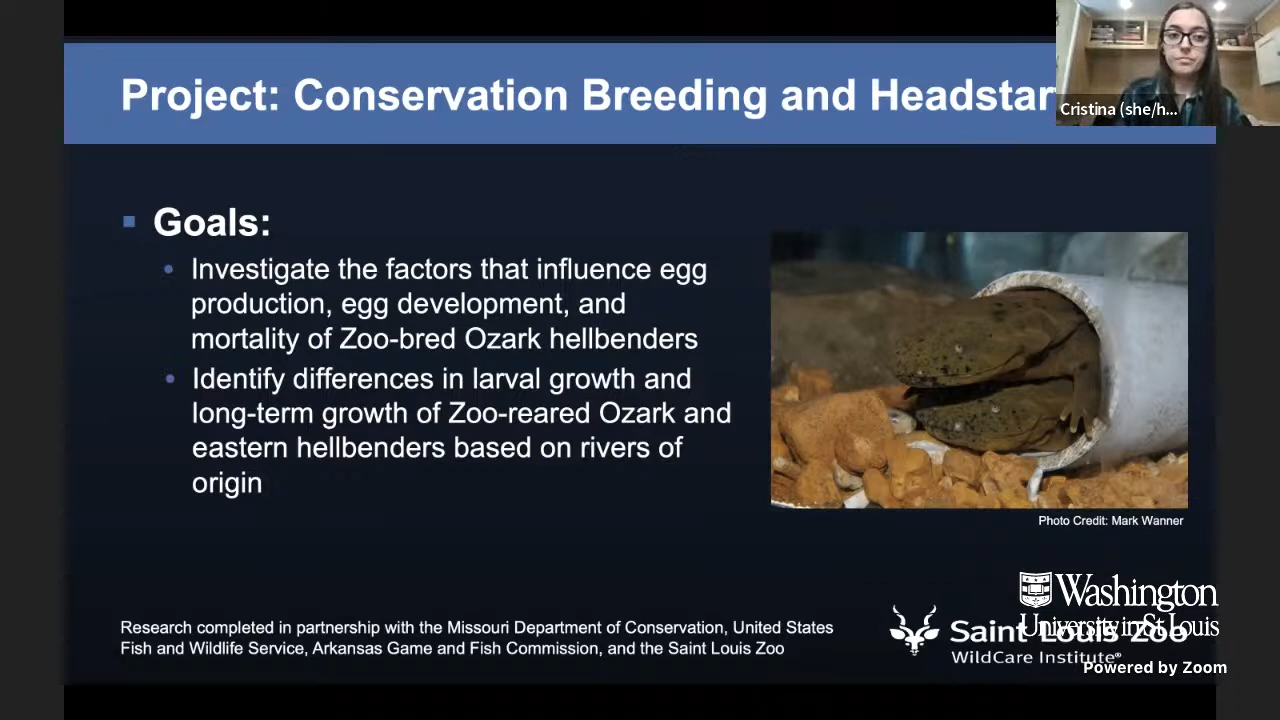 Project: Conservation Breeding and Headstar
Cristina (she/h...
Goals:
Investigate the factors that influence egg
production, egg development, and
mortality of Zoo-bred Ozark hellbenders
Identify differences in larval growth and
long-term growth of Zoo-reared Ozark and
eastern hellbenders based on rivers of
origin
Photo Credit: Mark Wanner
Research completed in partnership with the Missouri Department of Conservation, United States
Fish and Wildlife Service, Arkansas Game and Fish Commission, and the Saint Louis Zoo
Washington
University in St Louis
Saint Louis Zoo
WildCare Institute®
Powered by Zoom